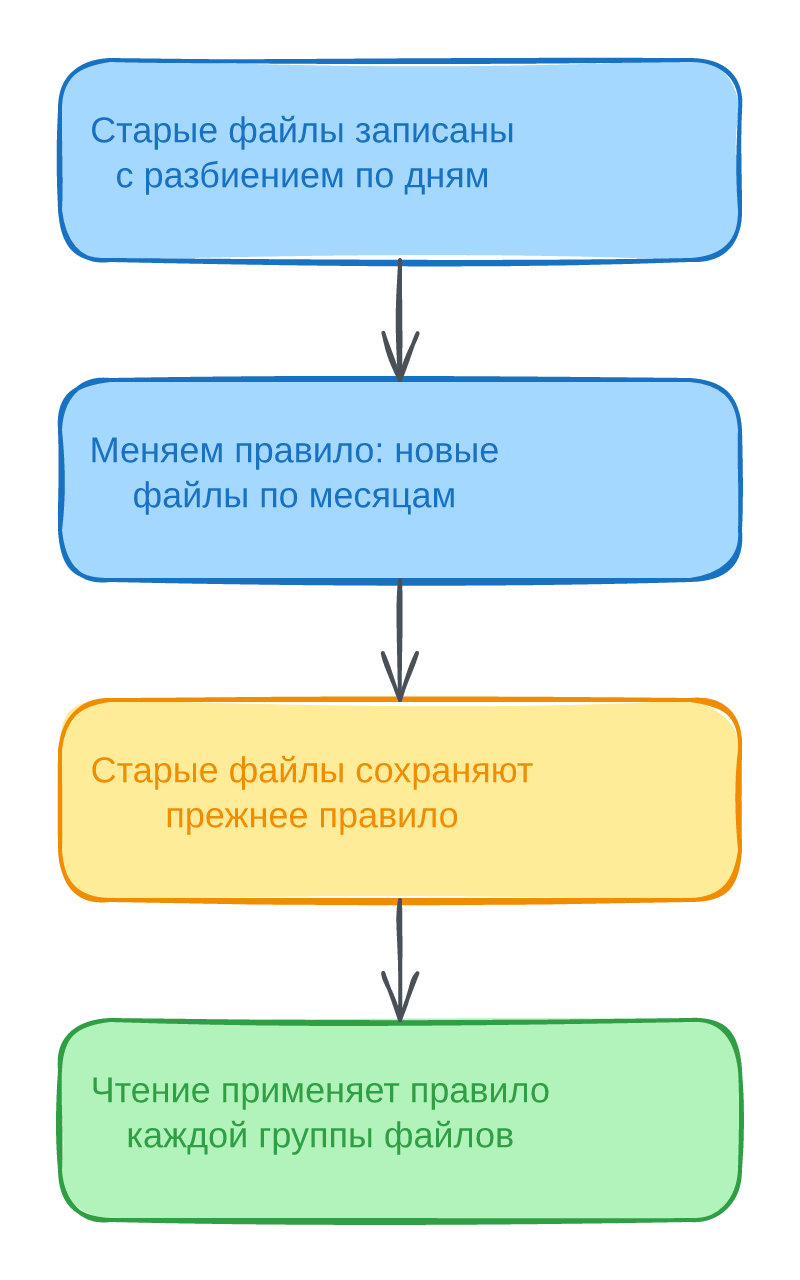 Старые файлы записаны
с разбиением по дням
Меняем правило: новые
файлы по месяцам
Старые файлы сохраняют
прежнее правило
Чтение применяет правило
каждой группы файлов